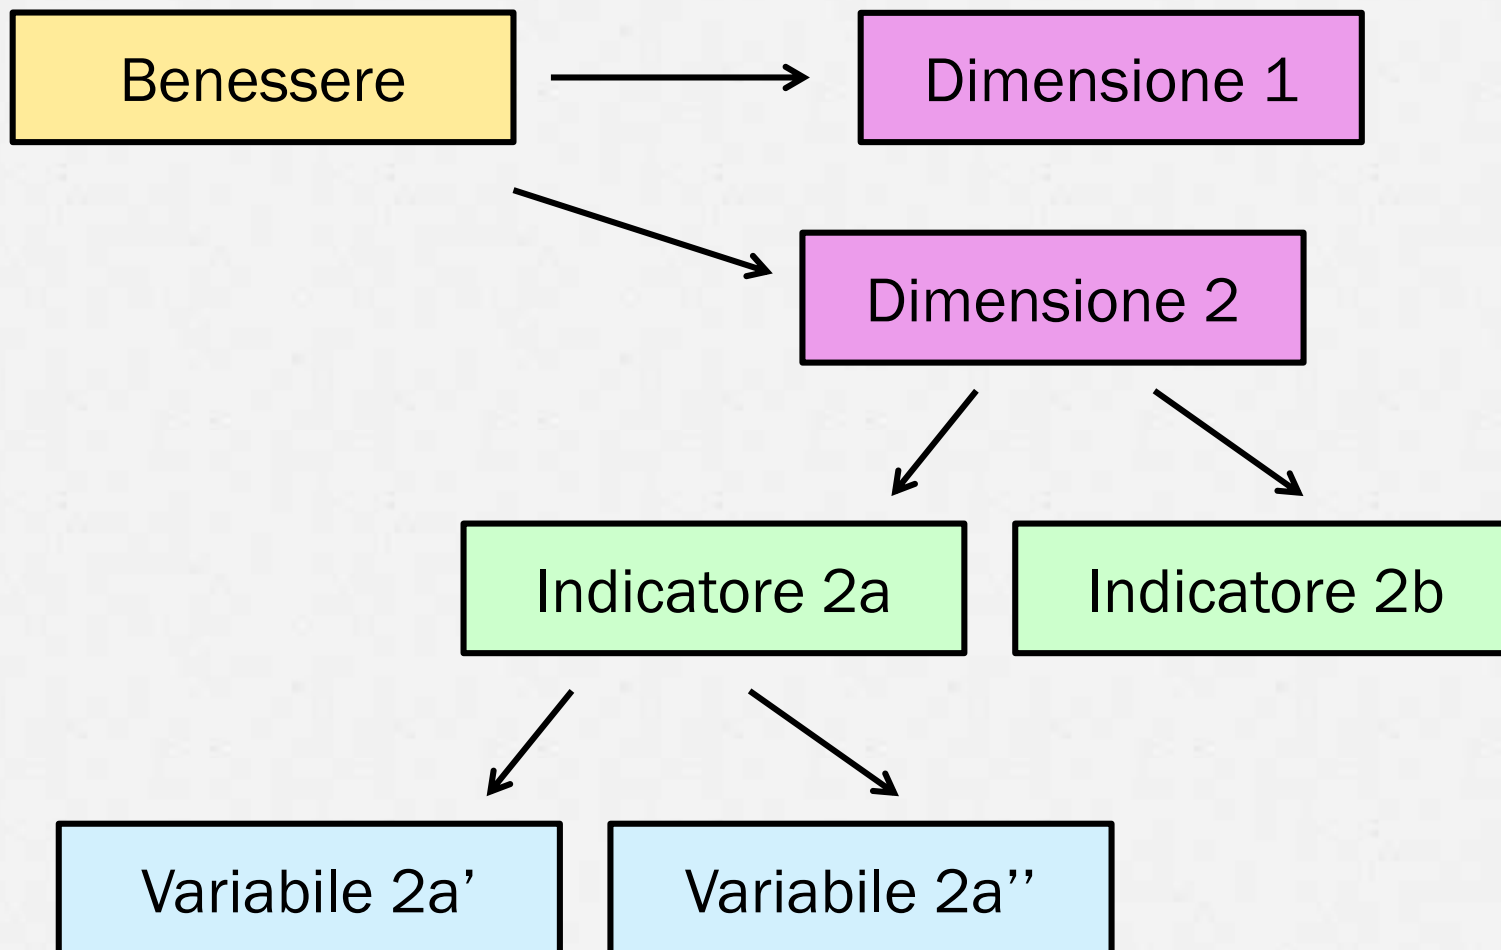 Benessere
Dimensione 1
Dimensione 2
Indicatore 2a
Indicatore 2b
Variabile 2a’
Variabile 2a’’